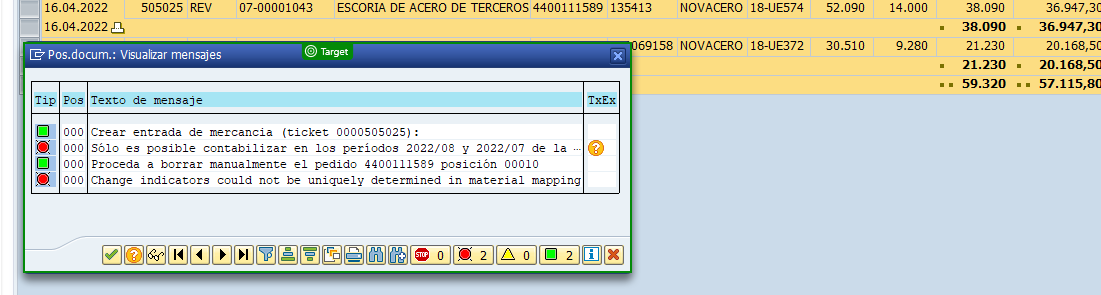 16.04.2022 505025 REV 07-00001043 ESCORIA DE ACERO DE TERCEROS 4400111589 135413 NOVACERO 18-UE574 52.090 14.000 38.090 36.947,30
16.04.2022 38.090 36.947,30
069158 NOVACERO 18-UE372 30.510 9.280 21.230 20.168,50
21.230 20.168,50
59.320 57.115,80
Pos.docum.: Visualizar mensajes
Target
Tip Pos Texto de mensaje TxEx
000 Crear entrada de mercancía (ticket 0000505025):
000 Sólo es posible contabilizar en los períodos 2022/08 y 2022/07 de la ...
000 Proceda a borrar manualmente el pedido 4400111589 posición 00010
000 Change indicators could not be uniquely determined in material mapping
STOP 0 2 0 2